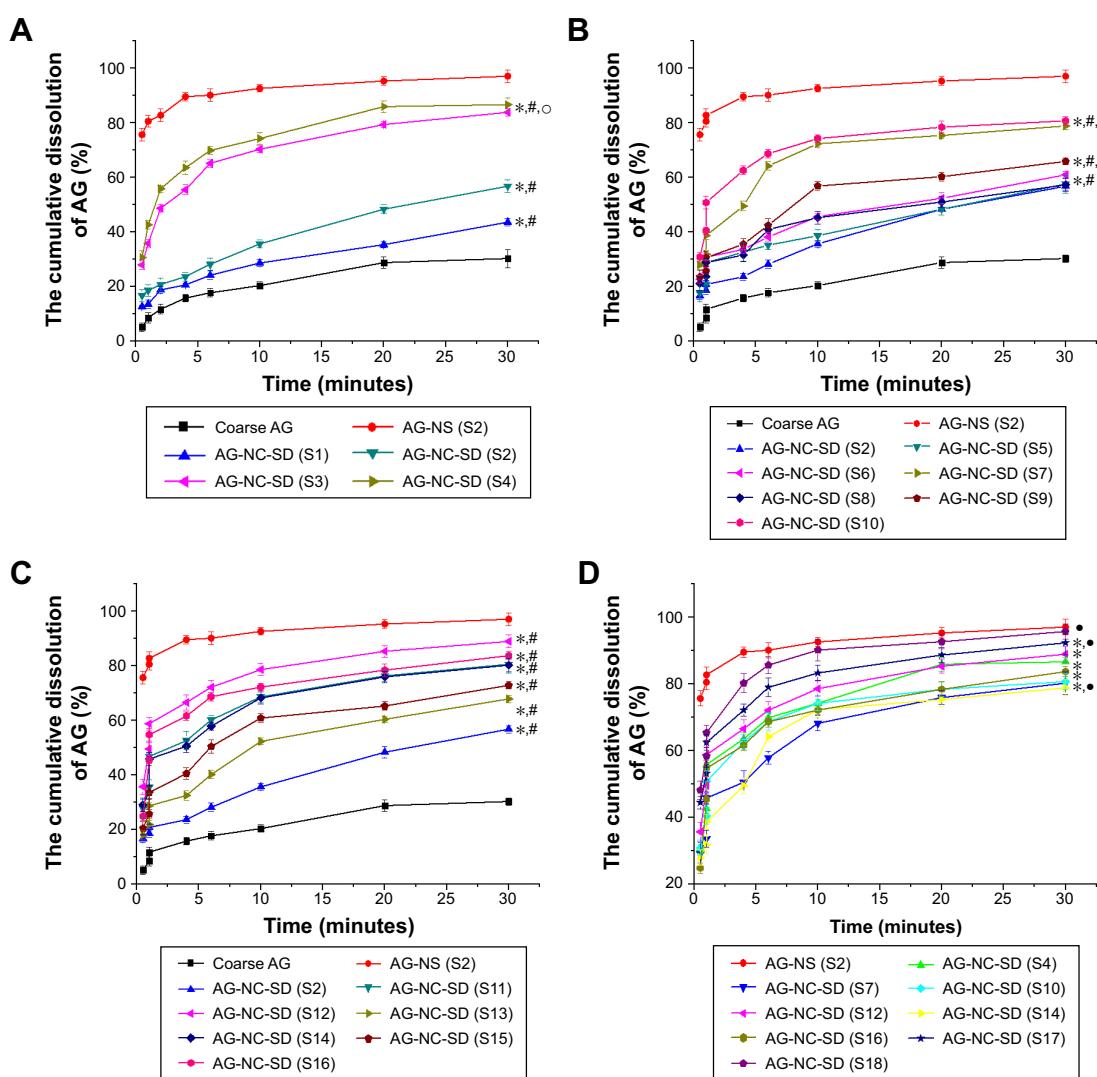 A
The cumulative dissolution
of AG (%)
100
80
60
40
20
0
*,#,○
*,#
*,#
0 5 10 15 20 25 30
Time (minutes)
Coarse AG AG-NS (S2)
AG-NC-SD (S1) AG-NC-SD (S2)
AG-NC-SD (S3) AG-NC-SD (S4)
B
The cumulative dissolution
of AG (%)
100
80
60
40
20
0
*,#,
*,#,
*,#
0 5 10 15 20 25 30
Time (minutes)
Coarse AG AG-NS (S2)
AG-NC-SD (S2) AG-NC-SD (S5)
AG-NC-SD (S6) AG-NC-SD (S7)
AG-NC-SD (S8) AG-NC-SD (S9)
AG-NC-SD (S10)
C
The cumulative dissolution
of AG (%)
100
80
60
40
20
0
*,#
*,#
*,#
*,#
*,#
*,#
0 5 10 15 20 25 30
Time (minutes)
Coarse AG AG-NS (S2)
AG-NC-SD (S2) AG-NC-SD (S11)
AG-NC-SD (S12) AG-NC-SD (S13)
AG-NC-SD (S14) AG-NC-SD (S15)
AG-NC-SD (S16)
D
The cumulative dissolution
of AG (%)
100
80
60
40
20
●
*,●
*
*
*,●
0 5 10 15 20 25 30
Time (minutes)
AG-NS (S2) AG-NC-SD (S4)
AG-NC-SD (S7) AG-NC-SD (S10)
AG-NC-SD (S12) AG-NC-SD (S14)
AG-NC-SD (S16) AG-NC-SD (S17)
AG-NC-SD (S18)